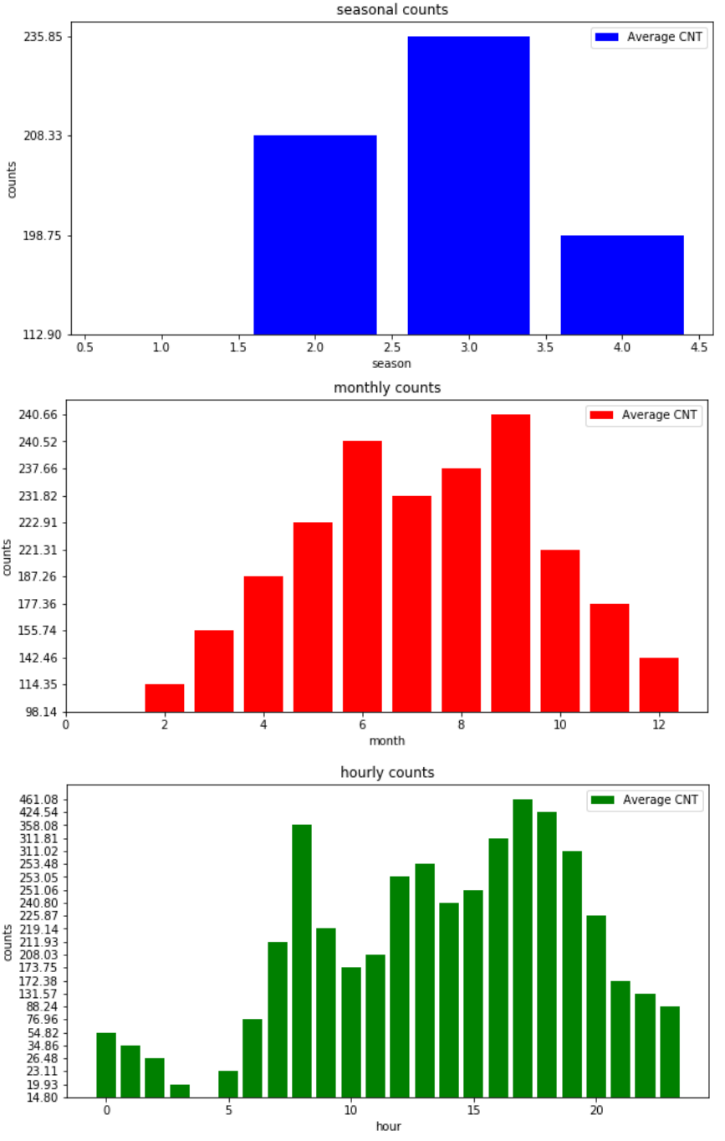 seasonal counts
235.85
208.33
198.75
112.90
counts
Average CNT
0.5 1.0 1.5 2.0 2.5 3.0 3.5 4.0 4.5
season
monthly counts
240.66
240.52
237.66
231.82
222.91
221.31
187.26
177.36
155.74
142.46
114.35
98.14
counts
Average CNT
0 2 4 6 8 10 12
month
hourly counts
461.08
424.54
358.08
311.81
311.02
253.48
253.05
251.06
240.80
225.87
219.14
211.93
208.03
173.75
172.38
131.57
88.24
76.96
54.82
34.86
26.48
23.11
19.93
14.80
counts
Average CNT
0 5 10 15 20
hour